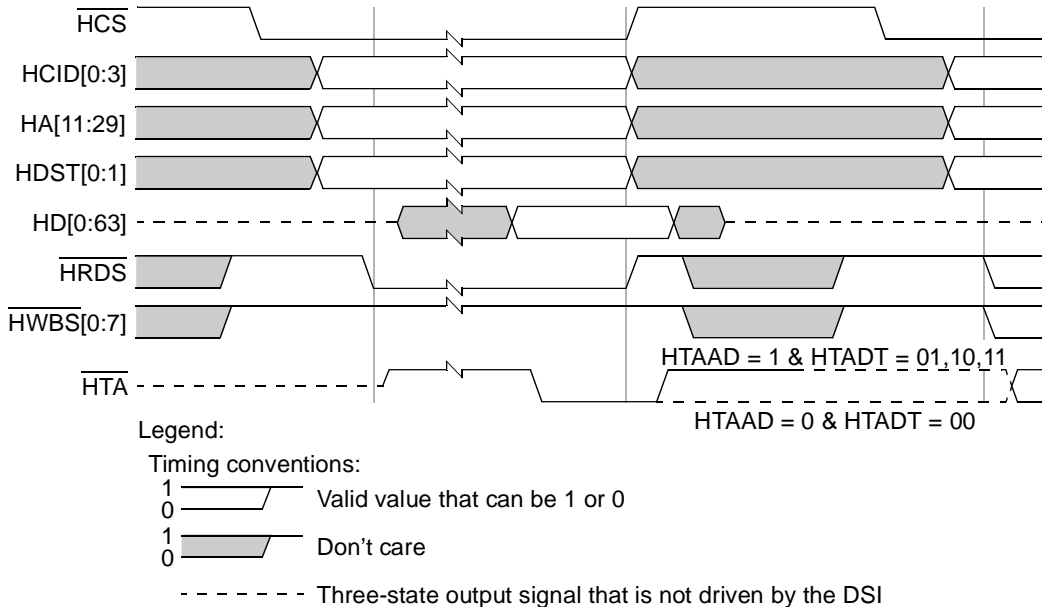 HCS
HCID[0:3]
HA[11:29]
HDST[0:1]
HD[0:63]
HRDS
HWBS[0:7]
HTAAD = 1 & HTADT = 01,10,11
HTA
HTAAD = 0 & HTADT = 00
Legend:
Timing conventions:
1
0
Valid value that can be 1 or 0
1
0
Don't care
Three-state output signal that is not driven by the DSI